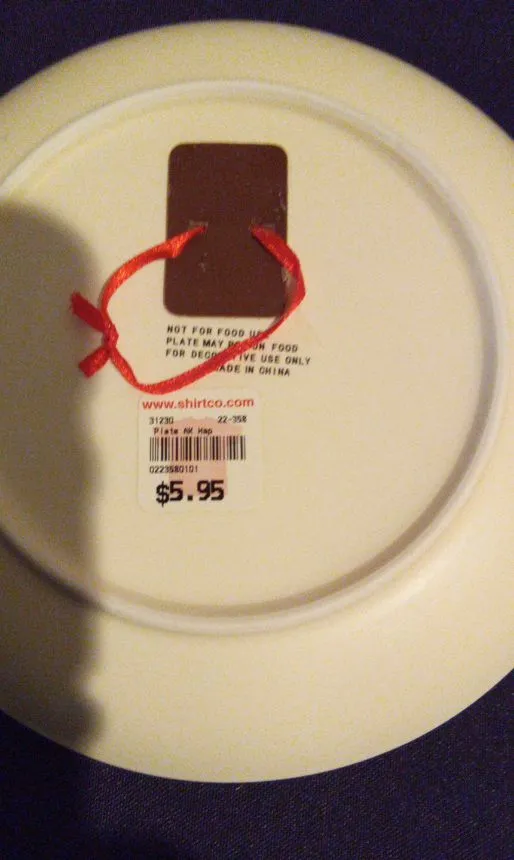 NOT FOR FOOD
PLATE MAY FOOD
FOR USE ONLY
IN CHINA
www.shirtco.com
31230 22-358
Plate AK Map
0223580101
$5.95